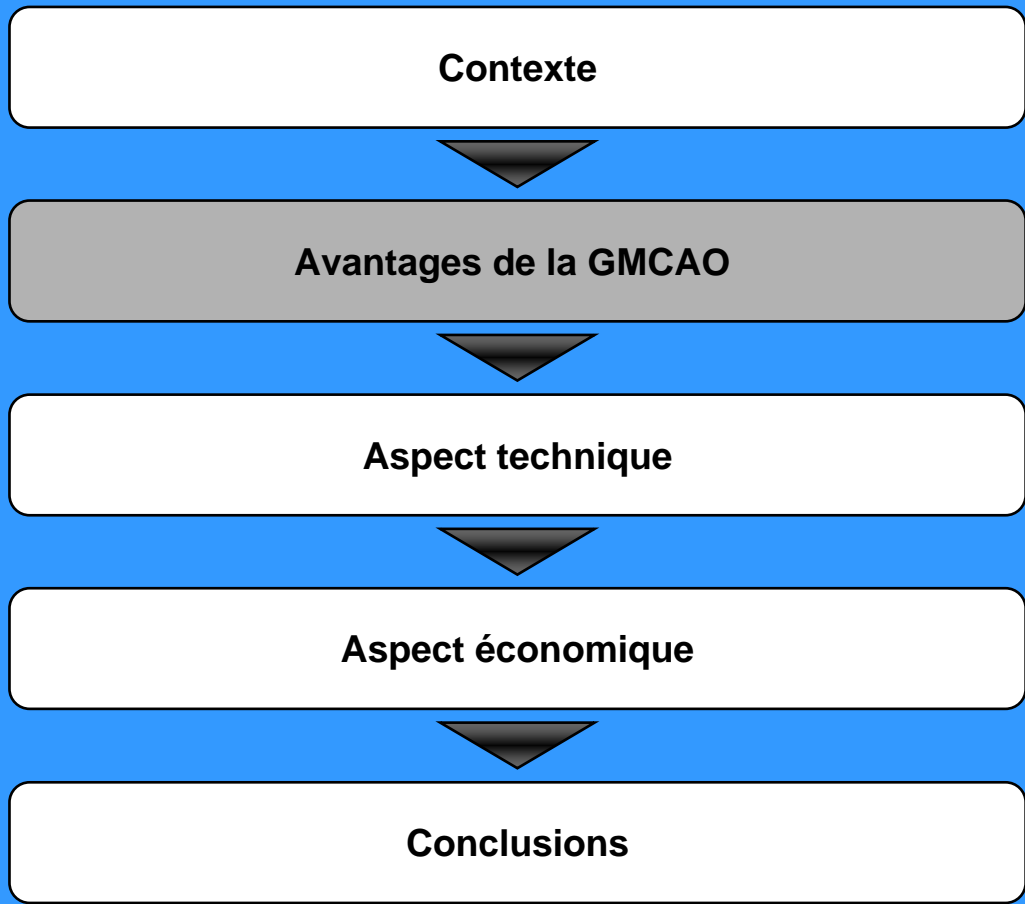 Contexte
Avantages de la GMCAO
Aspect technique
Aspect économique
Conclusions